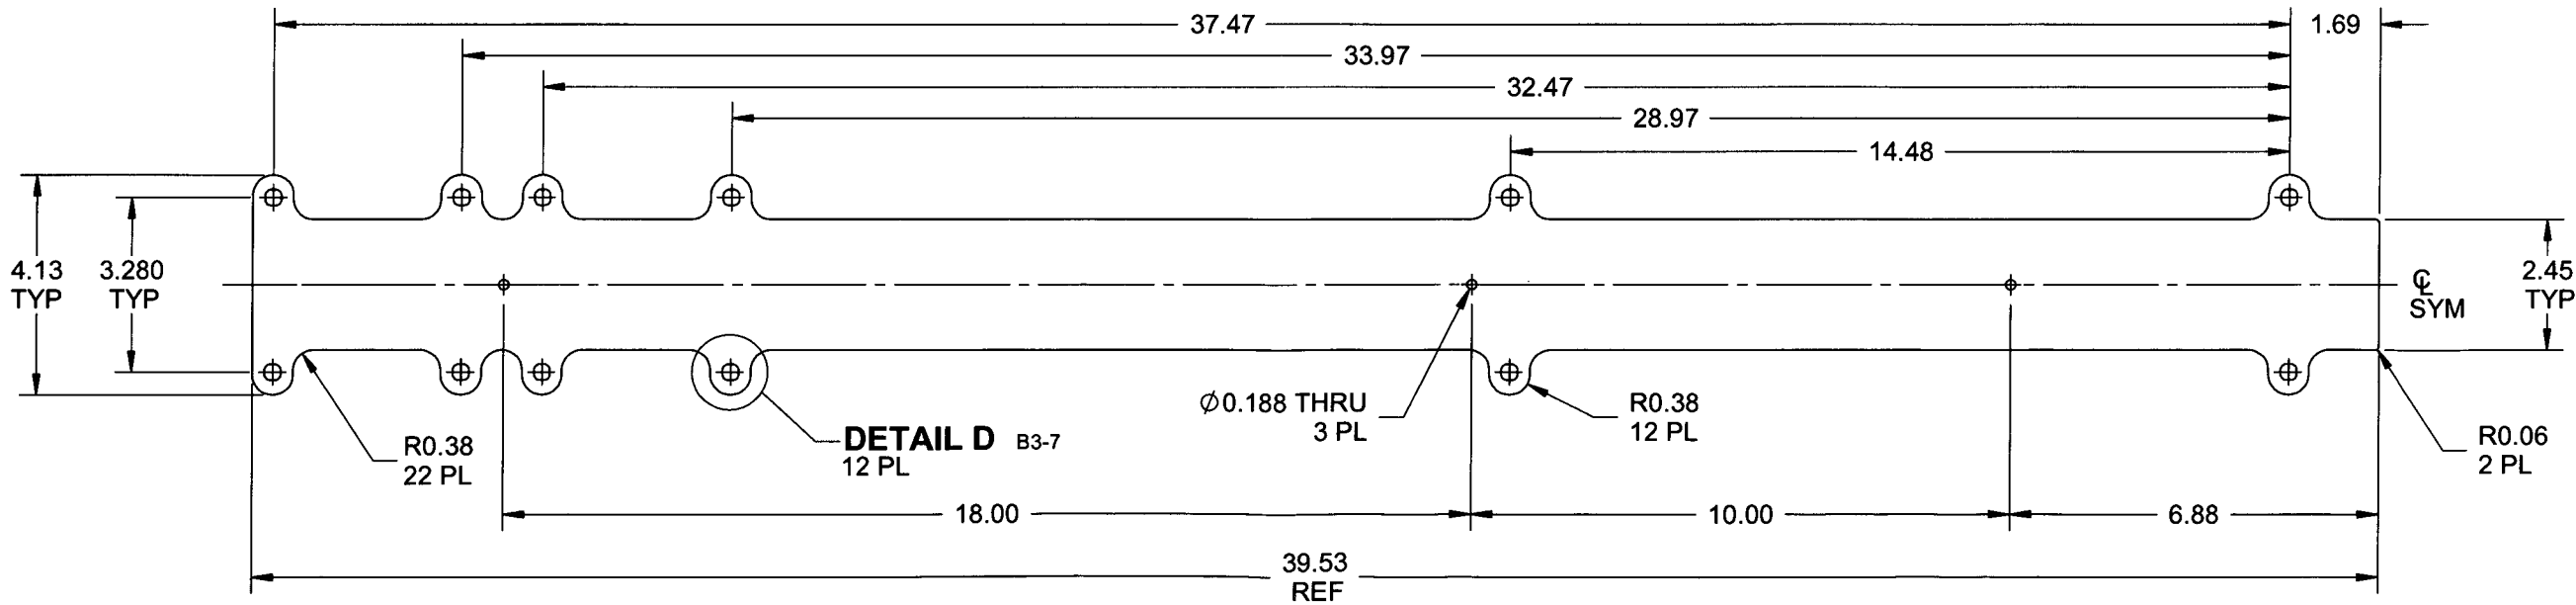 37.47
1.69
33.97
32.47
28.97
14.48
4.13
TYP
3.280
TYP
℄
SYM
2.45
TYP
R0.38
22 PL
DETAIL D B3-7
12 PL
∅0.188 THRU
3 PL
R0.38
12 PL
R0.06
2 PL
18.00
10.00
6.88
39.53
REF